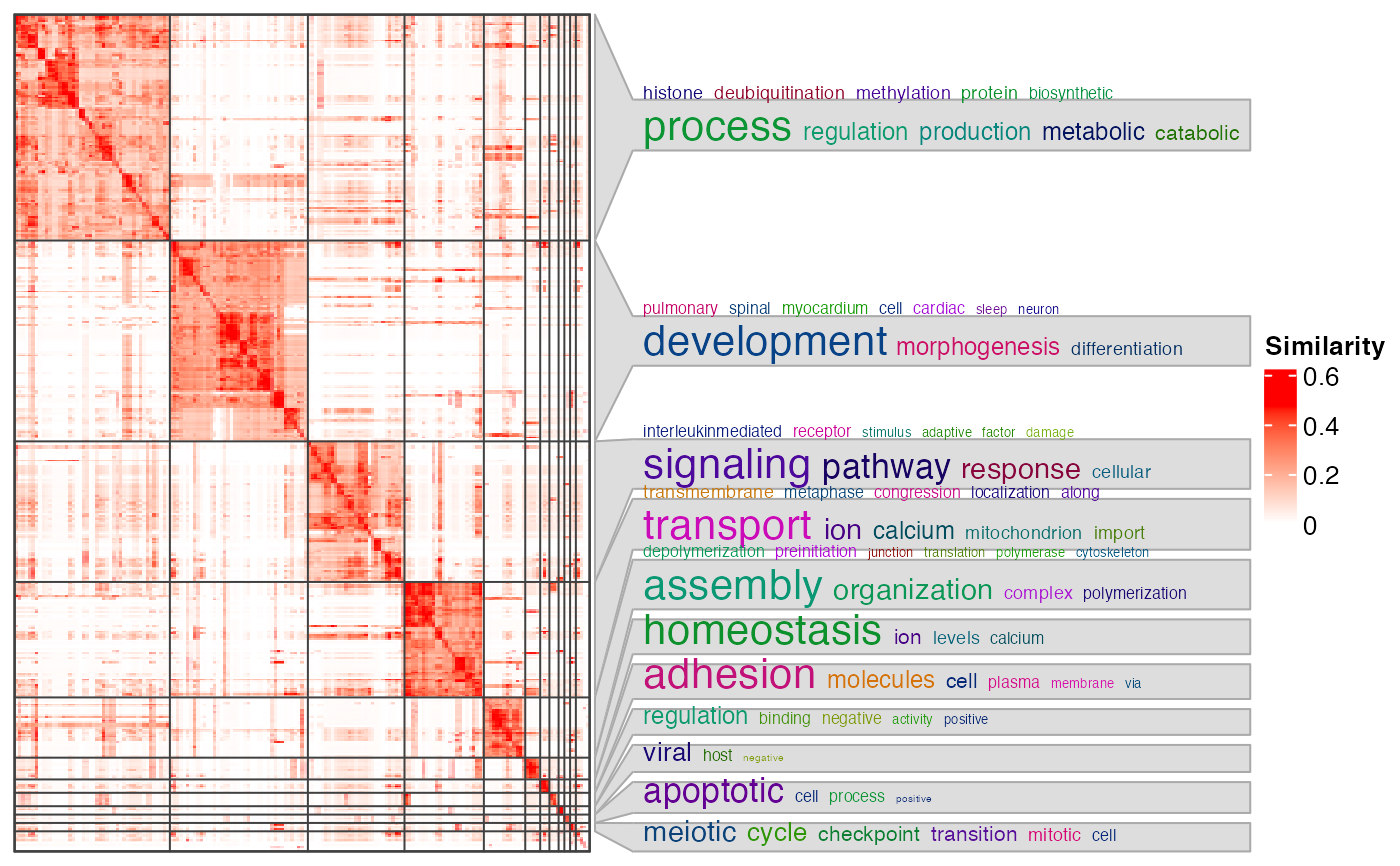 histone deubiquitination methylation protein biosynthetic
process regulation production metabolic catabolic
pulmonary spinal myocardium cell cardiac sleep neuron
development morphogenesis differentiation
Similarity
0.6
0.4
0.2
0
interleukinmediated receptor stimulus adaptive factor damage
signaling pathway response cellular
transmembrane metaphase congression localization along
transport ion calcium mitochondrion import
depolymerization preinitiation junction translation polymerase cytoskeleton
assembly organization complex polymerization
homeostasis ion levels calcium
adhesion molecules cell plasma membrane via
regulation binding negative activity positive
viral host negative
apoptotic cell process positive
meiotic cycle checkpoint transition mitotic cell